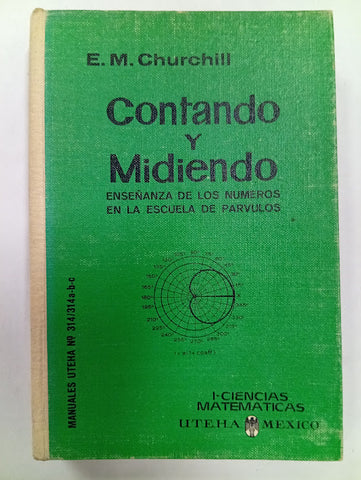 E. M. Churchill
Contando
Y
Midiendo
ENSEÑANZA DE LOS NUMEROS
EN LA ESCUELA DE PARVULOS
MANUALES UTEHA Nº 314/314a-b-c
I-CIENCIAS
MATEMATICAS
UTEHA MEXICO